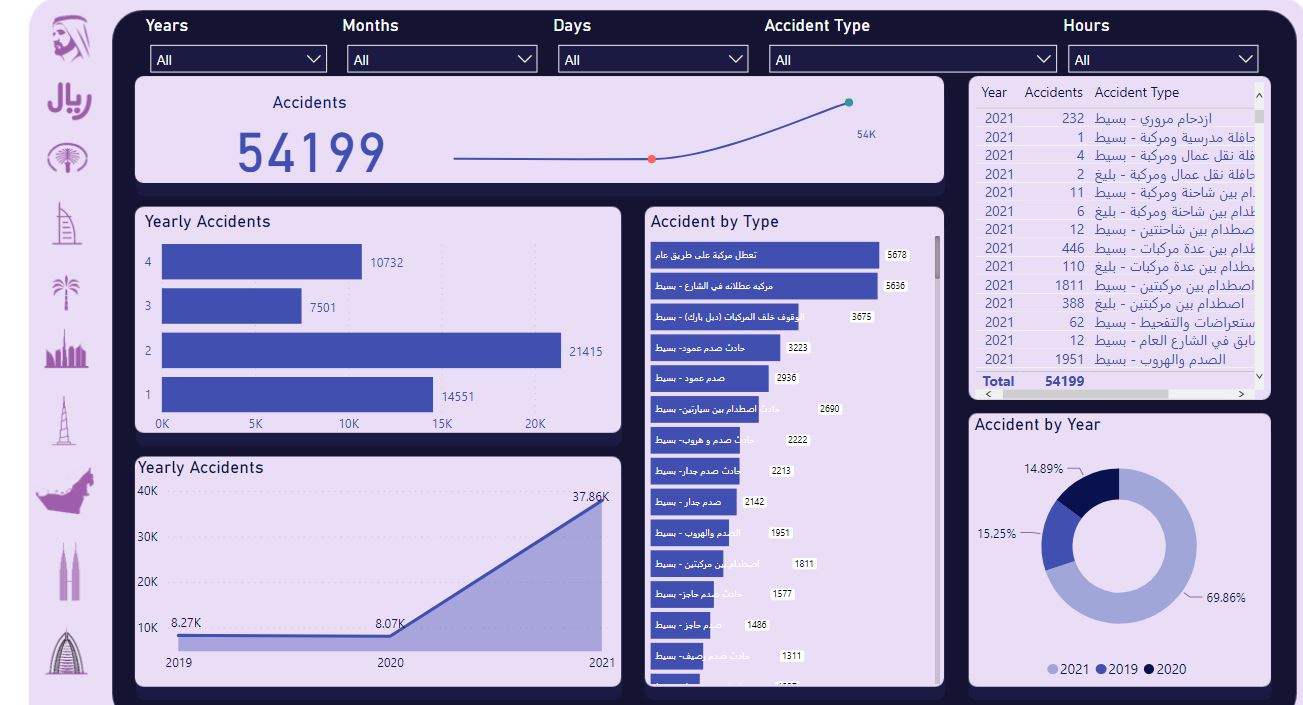 Years
Months
Days
Accident Type
Hours
All
All
All
All
All
ريال
Accidents
54199
54K
Year Accidents Accident Type
2021 232 ازدحام مروري - بسيط
2021 1 حافلة مدرسية ومركبة - بسيط
2021 4 نقل عمال ومركبة - بسيط
2021 2 حافلة نقل عمال ومركبة - بليغ
2021 11 بين شاحنة ومركبة - بسيط
2021 6 بين شاحنة ومركبة - بليغ
2021 12 اصطدام بين شاحنتين - بسيط
2021 446 بين عدة مركبات - بسيط
2021 110 بين عدة مركبات - بليغ
2021 1811 اصطدام بين مركبتين - بسيط
2021 388 اصطدام بين مركبتين - بليغ
2021 62 والتفحيط - بسيط
2021 12 في الشارع العام - بسيط
2021 1951 الصدم والهروب - بسيط
Total 54199
Yearly Accidents
4 10732
3 7501
2 21415
1 14551
0K 5K 10K 15K 20K
Accident by Type
تعطل مركبة على طريق عام 5678
مركبه عطلانه في الشارع - بسيط 5636
الوقوف خلف المركبات (دبل بارك) - بسيط 3675
حادث صدم عمود- بسيط 3223
صدم عمود - بسيط 2936
حادث اصطدام بين سيارتين- بسيط 2690
حادث صدم و هروب- بسيط 2222
حادث صدم جدار- بسيط 2213
صدم جدار - بسيط 2142
الصدم والهروب - بسيط 1951
اصطدام بين مركبتين - بسيط 1811
حادث صدم حاجز- بسيط 1577
صدم حاجز - بسيط 1486
حادث صدم رصيف- بسيط 1311
Yearly Accidents
40K
30K
20K
10K
8.27K
8.07K
37.86K
2019 2020 2021
Accident by Year
14.89%
15.25%
69.86%
2021 2019 2020